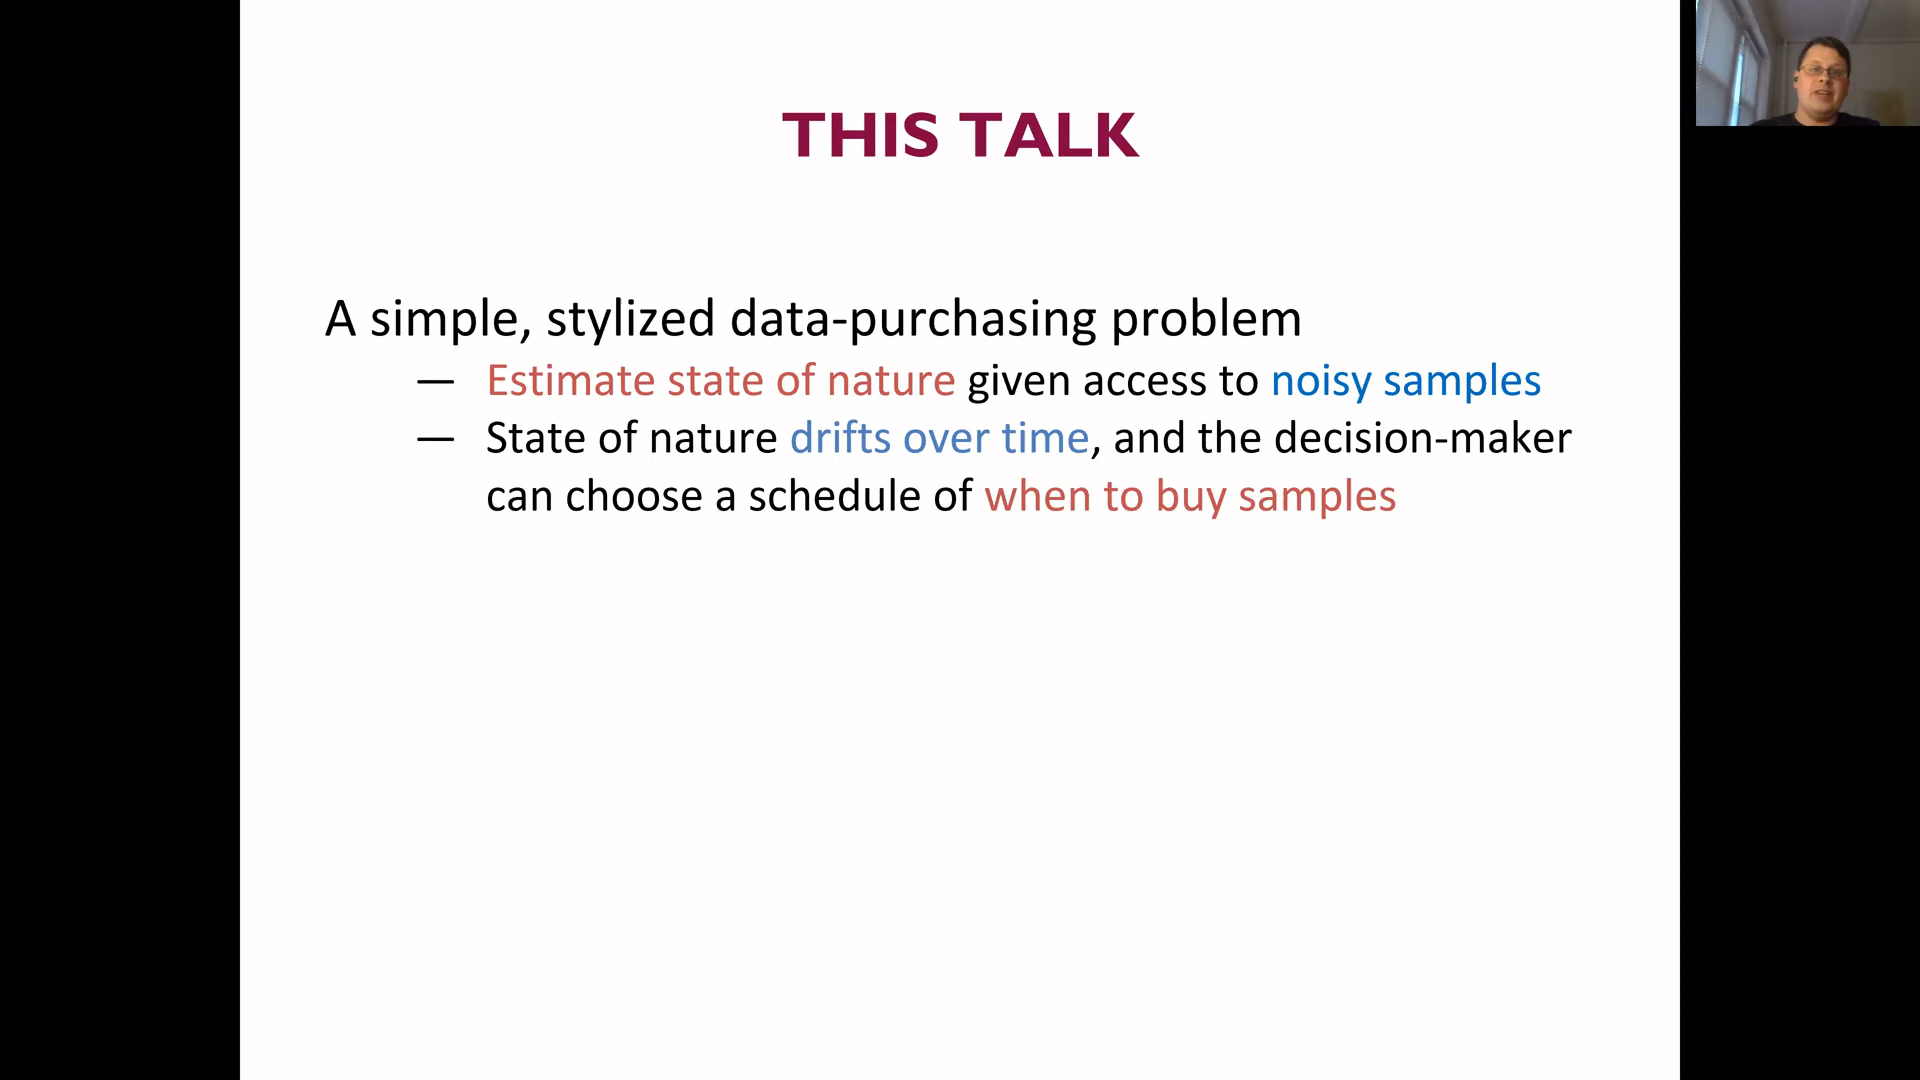 THIS TALK
A simple, stylized data-purchasing problem
— Estimate state of nature given access to noisy samples
— State of nature drifts over time, and the decision-maker
can choose a schedule of when to buy samples